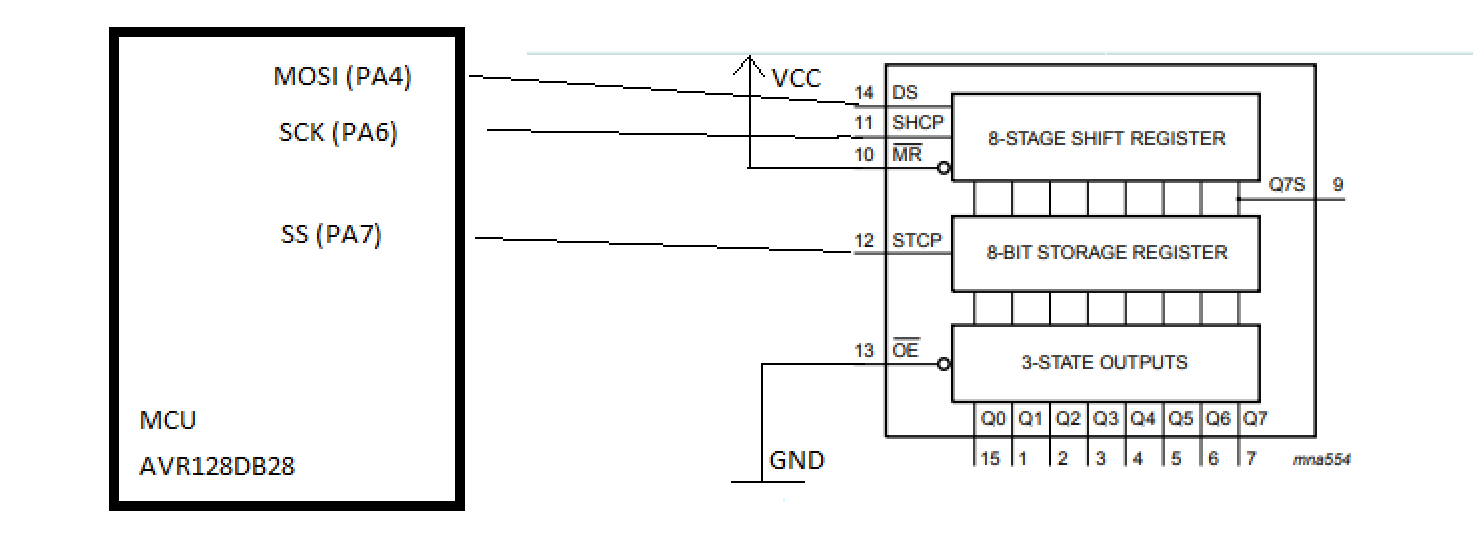 MOSI (PA4)
SCK (PA6)
SS (PA7)
MCU
AVR128DB28
VCC
GND
14 DS
11 SHCP
10 MR
12 STCP
13 OE
8-STAGE SHIFT REGISTER
Q7S 9
8-BIT STORAGE REGISTER
3-STATE OUTPUTS
Q0 Q1 Q2 Q3 Q4 Q5 Q6 Q7
15 1 2 3 4 5 6 7
mna554